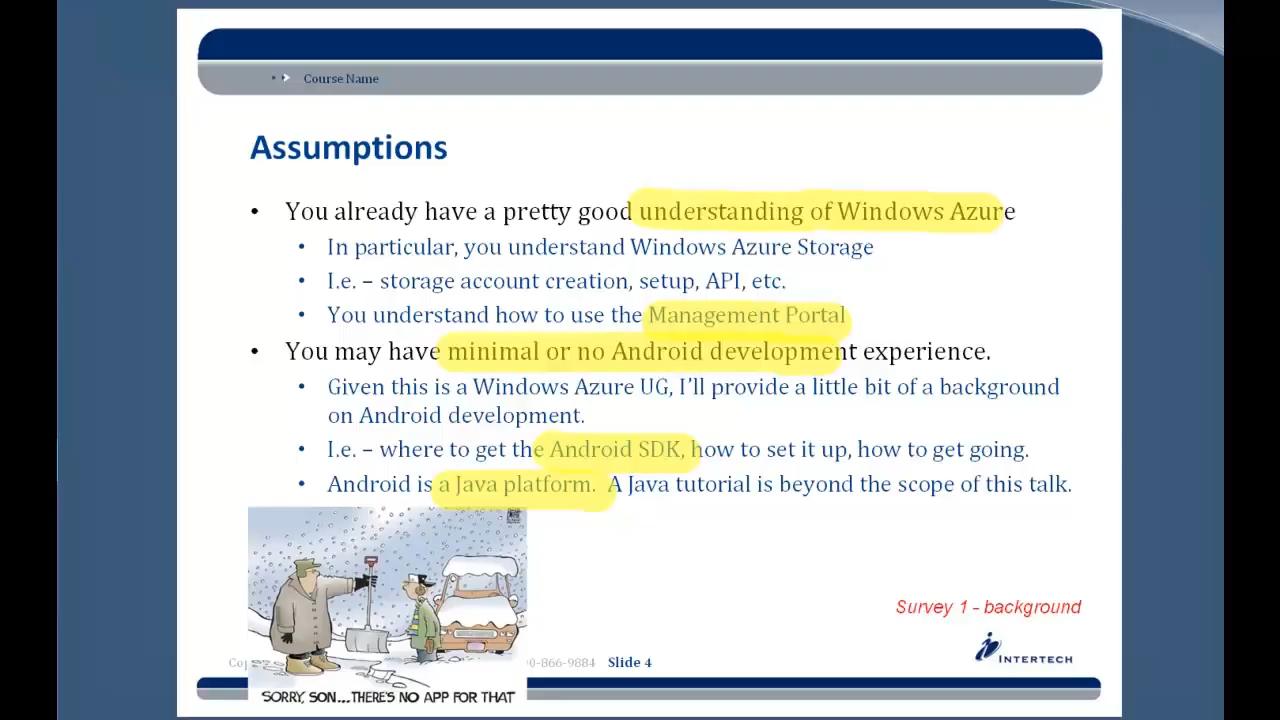 Course Name
Assumptions
• You already have a pretty good understanding of Windows Azure
• In particular, you understand Windows Azure Storage
• I.e. – storage account creation, setup, API, etc.
• You understand how to use the Management Portal
• You may have minimal or no Android development experience.
• Given this is a Windows Azure UG, I'll provide a little bit of a background
on Android development.
• I.e. – where to get the Android SDK, how to set it up, how to get going.
• Android is a Java platform. A Java tutorial is beyond the scope of this talk.
Survey 1 - background
INTERTECH
00-866-9884 Slide 4
SORRY, SON...THERE'S NO APP FOR THAT